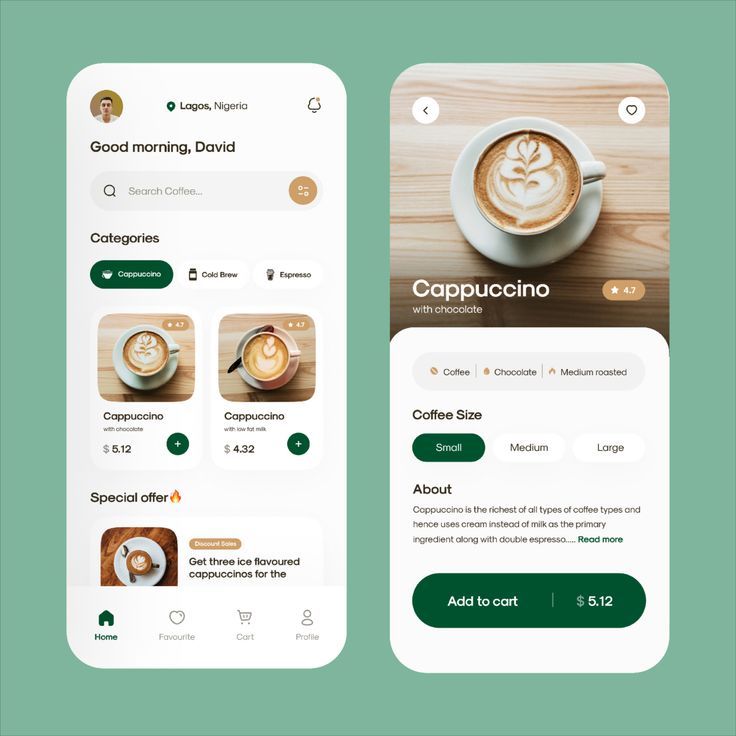 Lagos, Nigeria
Good morning, David
Search Coffee...
Categories
Cappuccino
Cold Brew
Espresso
4.7
4.7
Cappuccino
with chocolate
$ 5.12
+
Cappuccino
with low fat milk
$ 4.32
+
Special offer🔥
Discount Sales
Get three ice flavoured
cappuccinos for the
Home
Favourite
Cart
Profile
Cappuccino
4.7
with chocolate
Coffee
Chocolate
Medium roasted
Coffee Size
Small
Medium
Large
About
Cappuccino is the richest of all types of coffee types and
hence uses cream instead of milk as the primary
ingredient along with double espresso..... Read more
Add to cart
$ 5.12